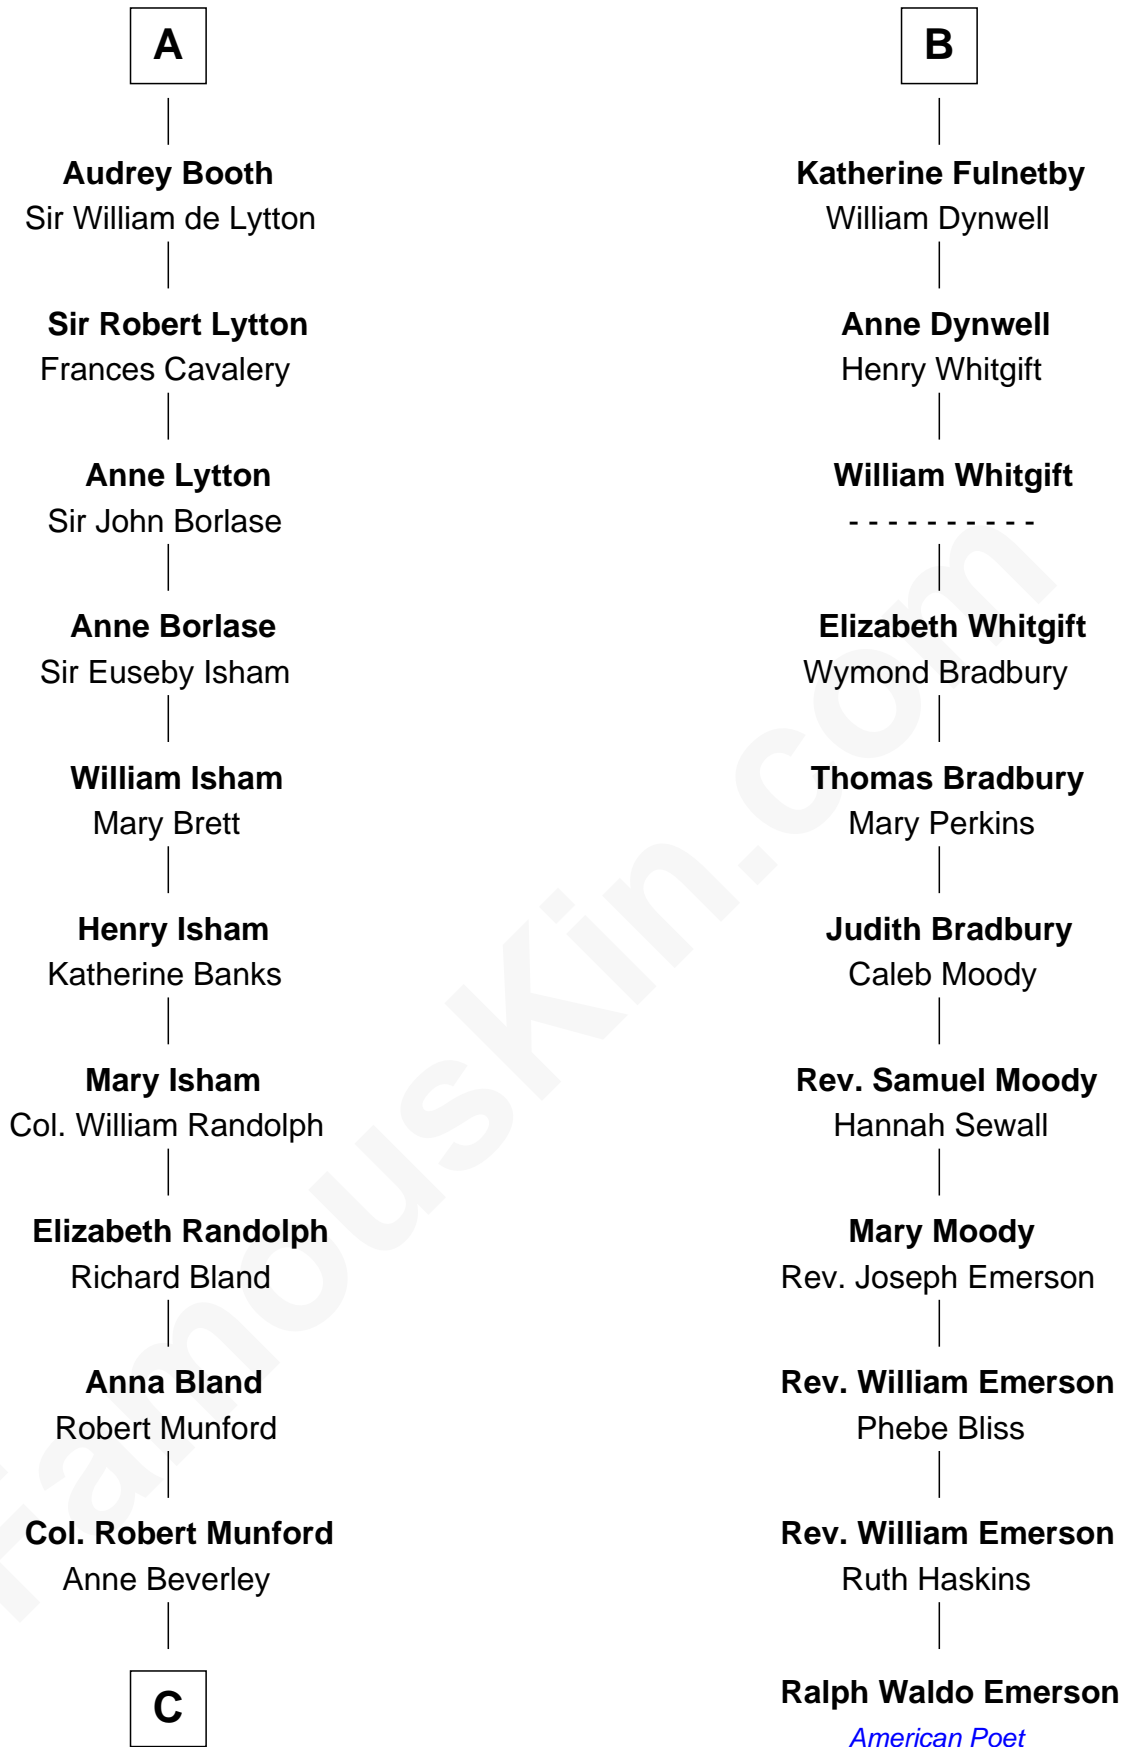 A
Audrey Booth
Sir William de Lytton
Sir Robert Lytton
Frances Cavalery
Anne Lytton
Sir John Borlase
Anne Borlase
Sir Euseby Isham
William Isham
Mary Brett
Henry Isham
Katherine Banks
Mary Isham
Col. William Randolph
Elizabeth Randolph
Richard Bland
Anna Bland
Robert Munford
Col. Robert Munford
Anne Beverley
C
B
Katherine Fulnetby
William Dynwell
Anne Dynwell
Henry Whitgift
William Whitgift
- - - - - - - - - -
Elizabeth Whitgift
Wymond Bradbury
Thomas Bradbury
Mary Perkins
Judith Bradbury
Caleb Moody
Rev. Samuel Moody
Hannah Sewall
Mary Moody
Rev. Joseph Emerson
Rev. William Emerson
Phebe Bliss
Rev. William Emerson
Ruth Haskins
Ralph Waldo Emerson
American Poet
FamousKin.com